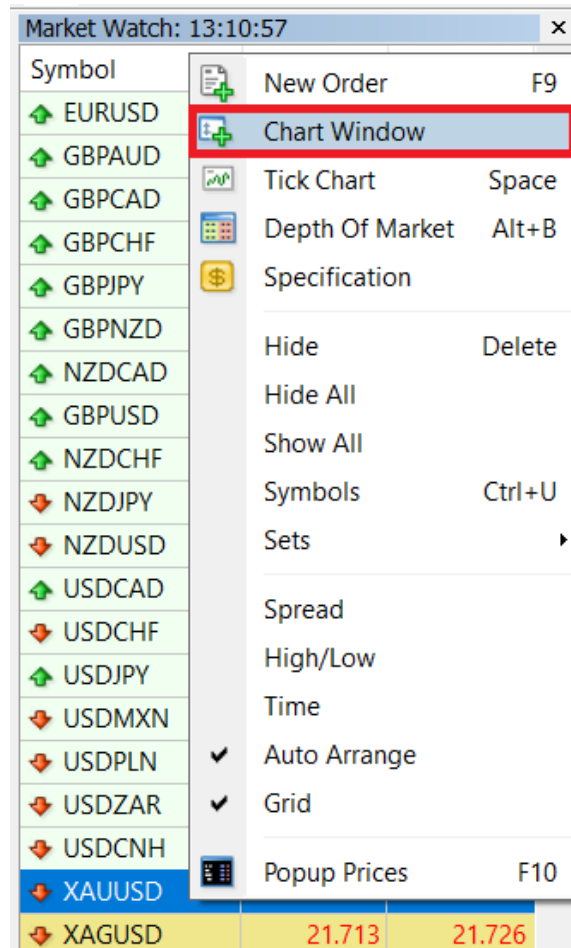 Market Watch: 13:10:57
Symbol
EURUSD
GBPAUD
GBPCAD
GBPCHF
GBPJPY
GBPNZD
NZDCAD
GBPUSD
NZDCHF
NZDJPY
NZDUSD
USDCAD
USDCHF
USDJPY
USDMXN
USDPLN
USDZAR
USDCNH
XAUUSD
XAGUSD 21.713 21.726
New Order F9
Chart Window
Tick Chart Space
Depth Of Market Alt+B
Specification
Hide Delete
Hide All
Show All
Symbols Ctrl+U
Sets
Spread
High/Low
Time
Auto Arrange
Grid
Popup Prices F10